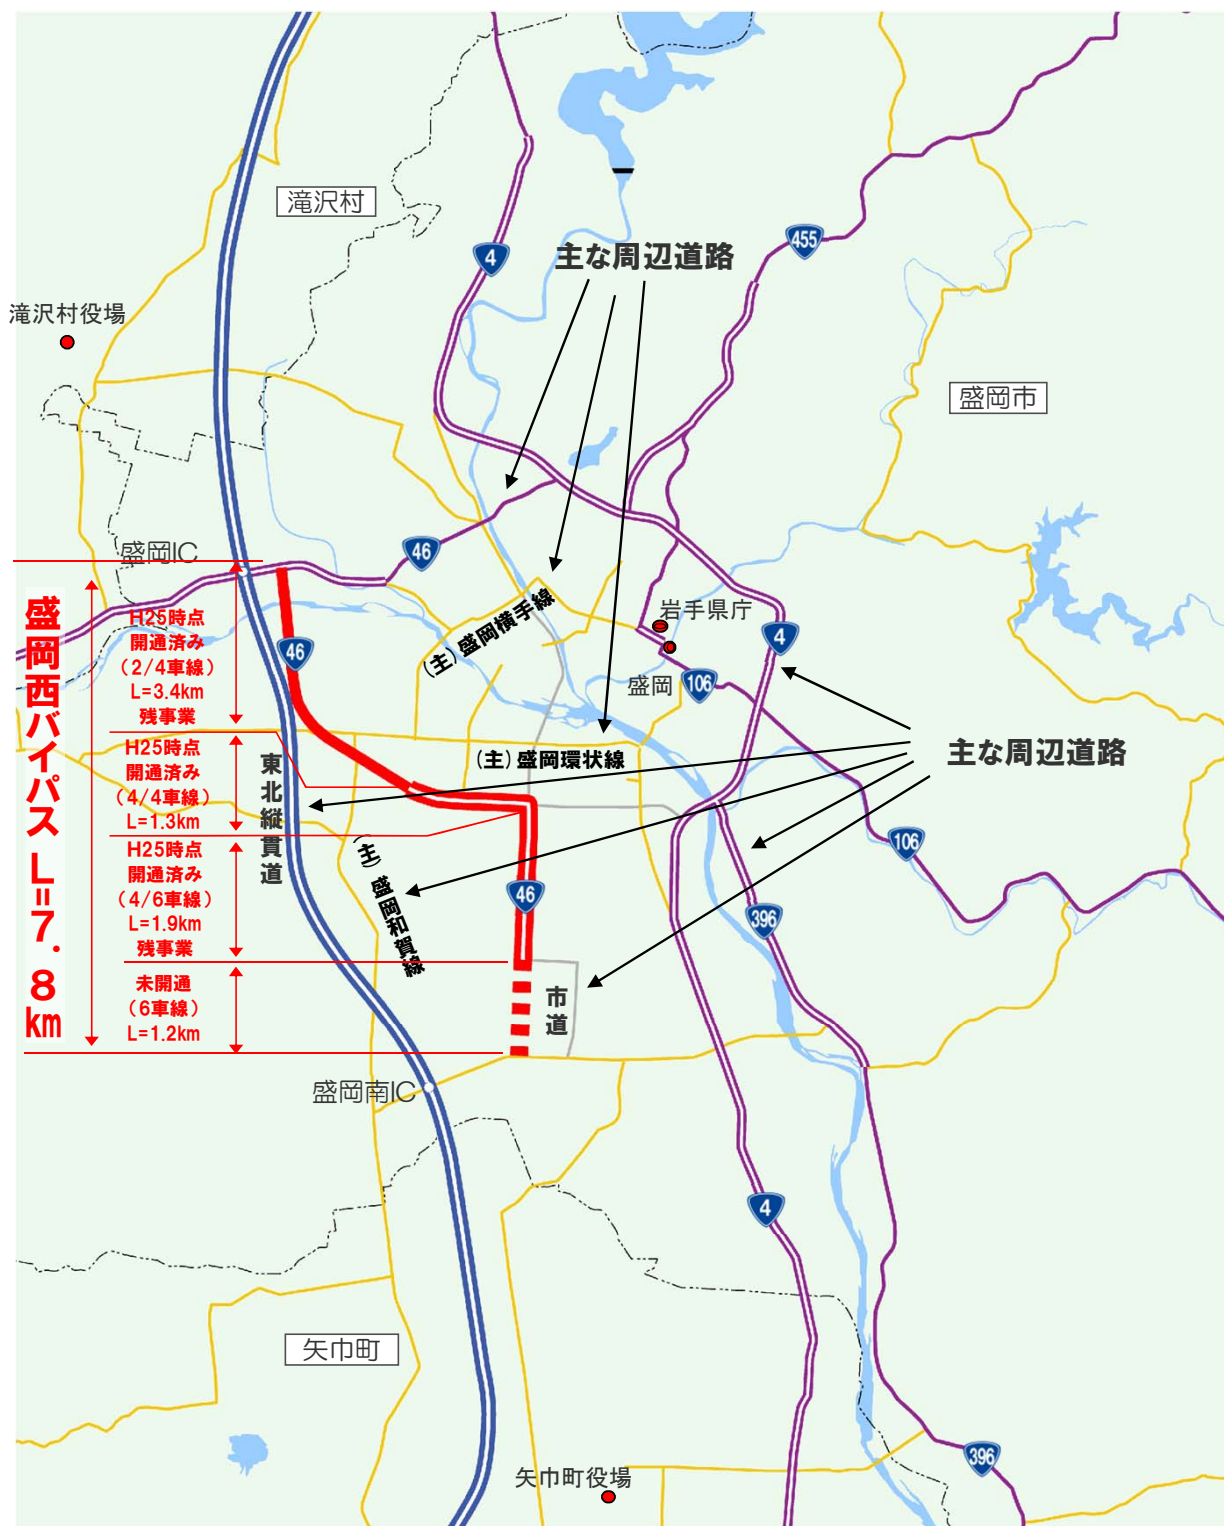 滝沢村
455
4
主な周辺道路
滝沢村役場
盛岡市
盛岡IC
46
盛岡西バイパス L=7.8km
H25時点
開通済み
(2/4車線)
L=3.4km
残事業
46
(主)盛岡横手線
岩手県庁
4
盛岡
106
H25時点
開通済み
(4/4車線)
L=1.3km
東北縦貫道
(主)盛岡環状線
主な周辺道路
H25時点
開通済み
(4/6車線)
L=1.9km
残事業
(主)盛岡和賀線
46
106
396
未開通
(6車線)
L=1.2km
市道
盛岡南IC
4
矢巾町
396
矢巾町役場